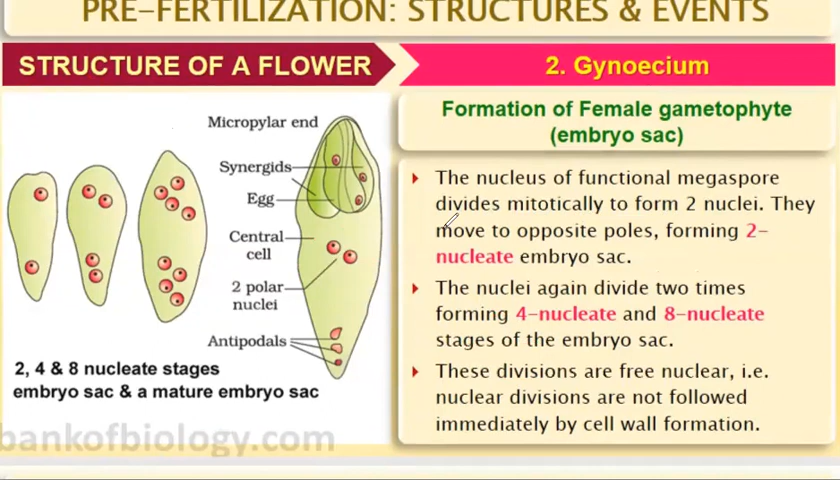 PRE-FERTILIZATION: STRUCTURES & EVENTS
STRUCTURE OF A FLOWER
2. Gynoecium
Micropylar end
Synergids
Egg
Central
cell
2 polar
nuclei
Antipodals
2, 4 & 8 nucleate stages
embryo sac & a mature embryo sac
bankofbiology.com
Formation of Female gametophyte
(embryo sac)
The nucleus of functional megaspore
divides mitotically to form 2 nuclei. They
move to opposite poles, forming 2-
nucleate embryo sac.
The nuclei again divide two times
forming 4-nucleate and 8-nucleate
stages of the embryo sac.
These divisions are free nuclear, i.e.
nuclear divisions are not followed
immediately by cell wall formation.